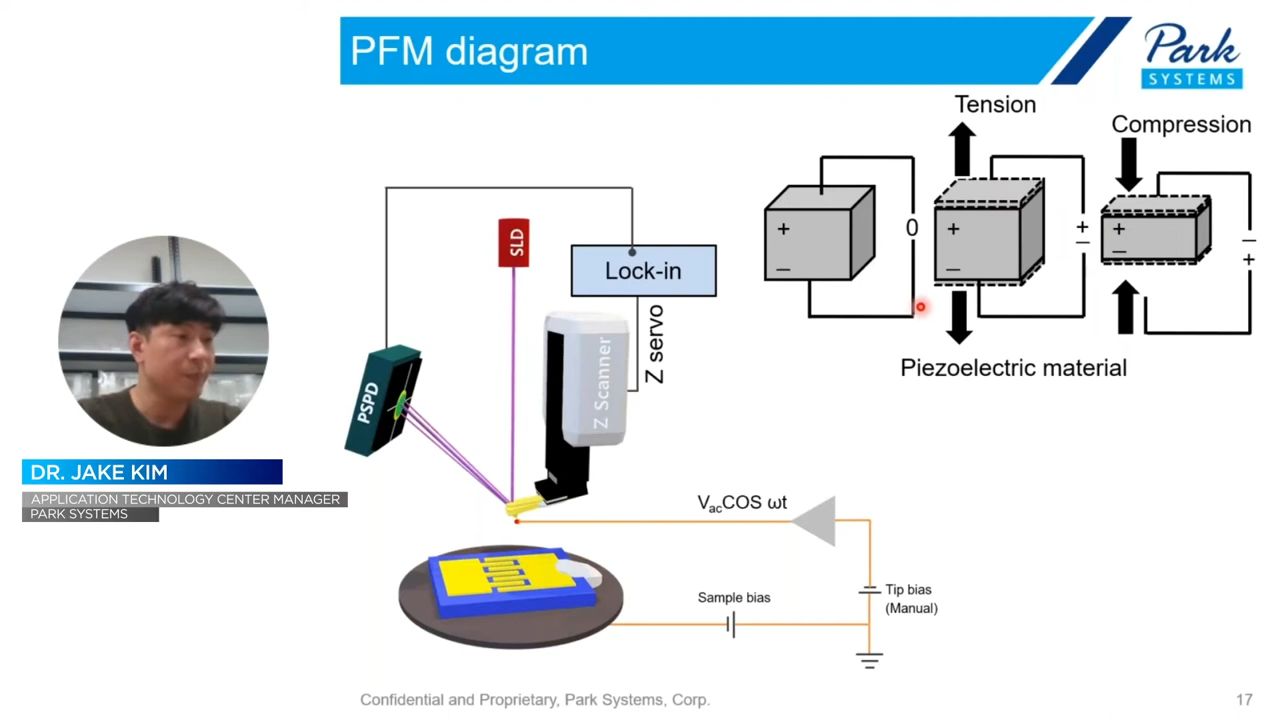 PFM diagram
Park
SYSTEMS
Tension
Compression
+
–
0
+
–
+
–
+
–
–
+
Piezoelectric material
SLD
Lock-in
Z servo
Z Scanner
PSPD
DR. JAKE KIM
APPLICATION TECHNOLOGY CENTER MANAGER
PARK SYSTEMS
VacCOS ωt
Sample bias
Tip bias
(Manual)
Confidential and Proprietary, Park Systems, Corp.
17